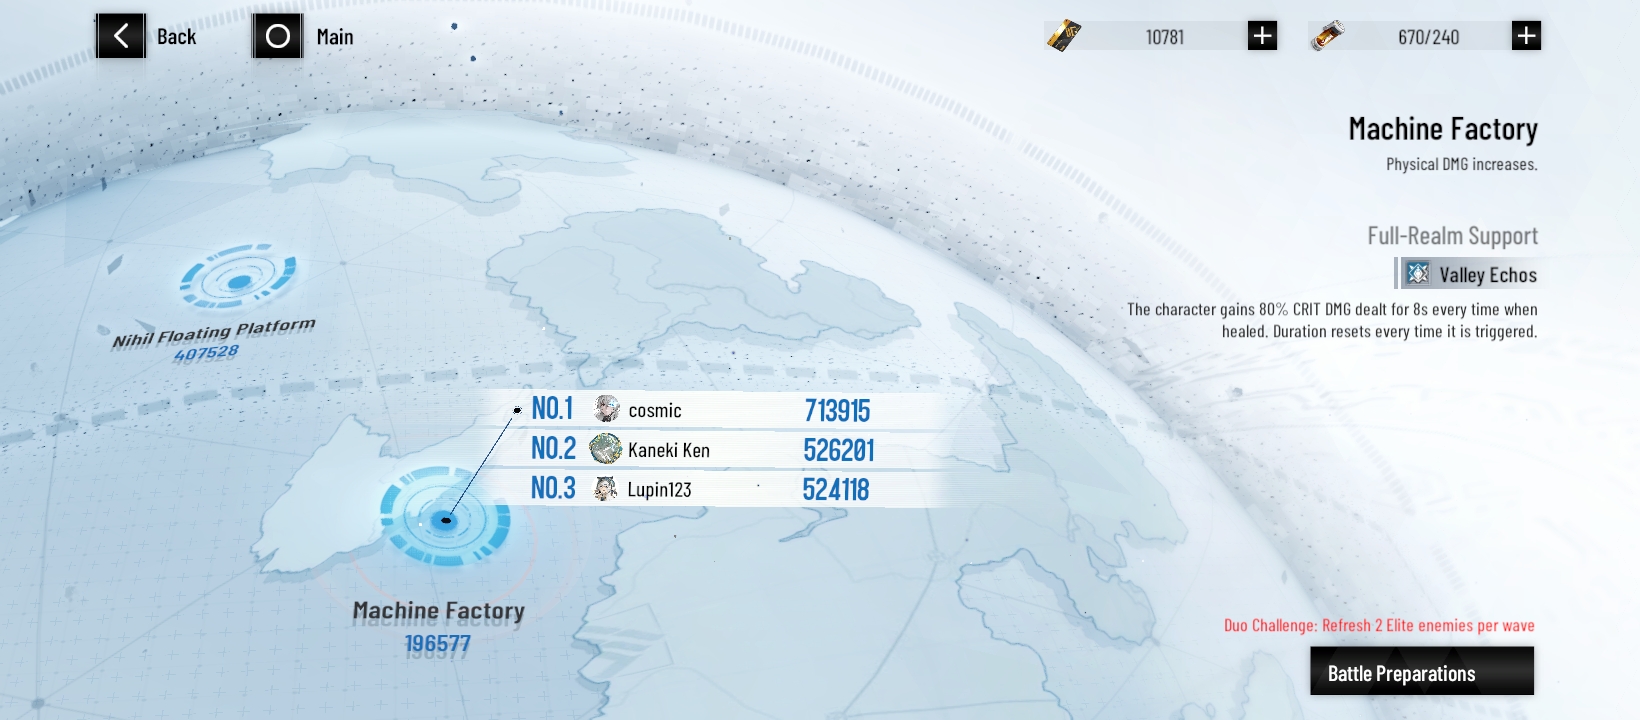 Back
Main
10781
670/240
Machine Factory
Physical DMG increases.
Full-Realm Support
Valley Echos
The character gains 80% CRIT DMG dealt for 8s every time when
healed. Duration resets every time it is triggered.
Nihil Floating Platform
407528
NO.1 cosmic 713915
NO.2 Kaneki Ken 526201
NO.3 Lupin123 524118
Machine Factory
196577
Duo Challenge: Refresh 2 Elite enemies per wave
Battle Preparations